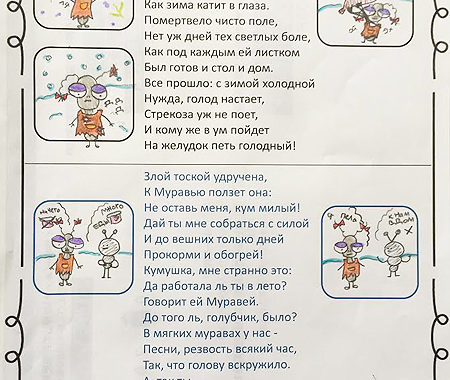 Как зима катит в глаза.
Помертвело чисто поле,
Нет уж дней тех светлых боле,
Как под каждым ей листком
Был готов и стол и дом.
Все прошло: с зимой холодной
Нужда, голод настает,
Стрекоза уж не поет,
И кому же в ум пойдет
На желудок петь голодный!
Злой тоской удручена,
К Муравью ползет она:
Не оставь меня, кум милый!
Дай ты мне собраться с силой
И до вешних только дней
Прокорми и обогрей!
Кумушка, мне странно это:
Да работала ль ты в лето?
Говорит ей Муравей.
До того ль, голубчик, было?
В мягких муравах у нас -
Песни, резвость всякий час,
Так, что голову вскружило.
много
еды
я пела